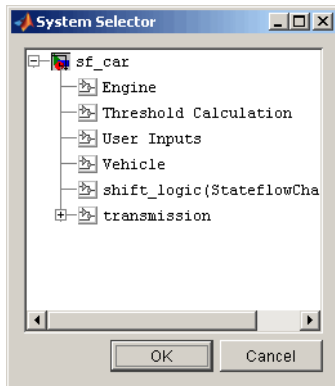 System Selector
sf_car
Engine
Threshold Calculation
User Inputs
Vehicle
shift_logic(StateflowCha
transmission
OK
Cancel